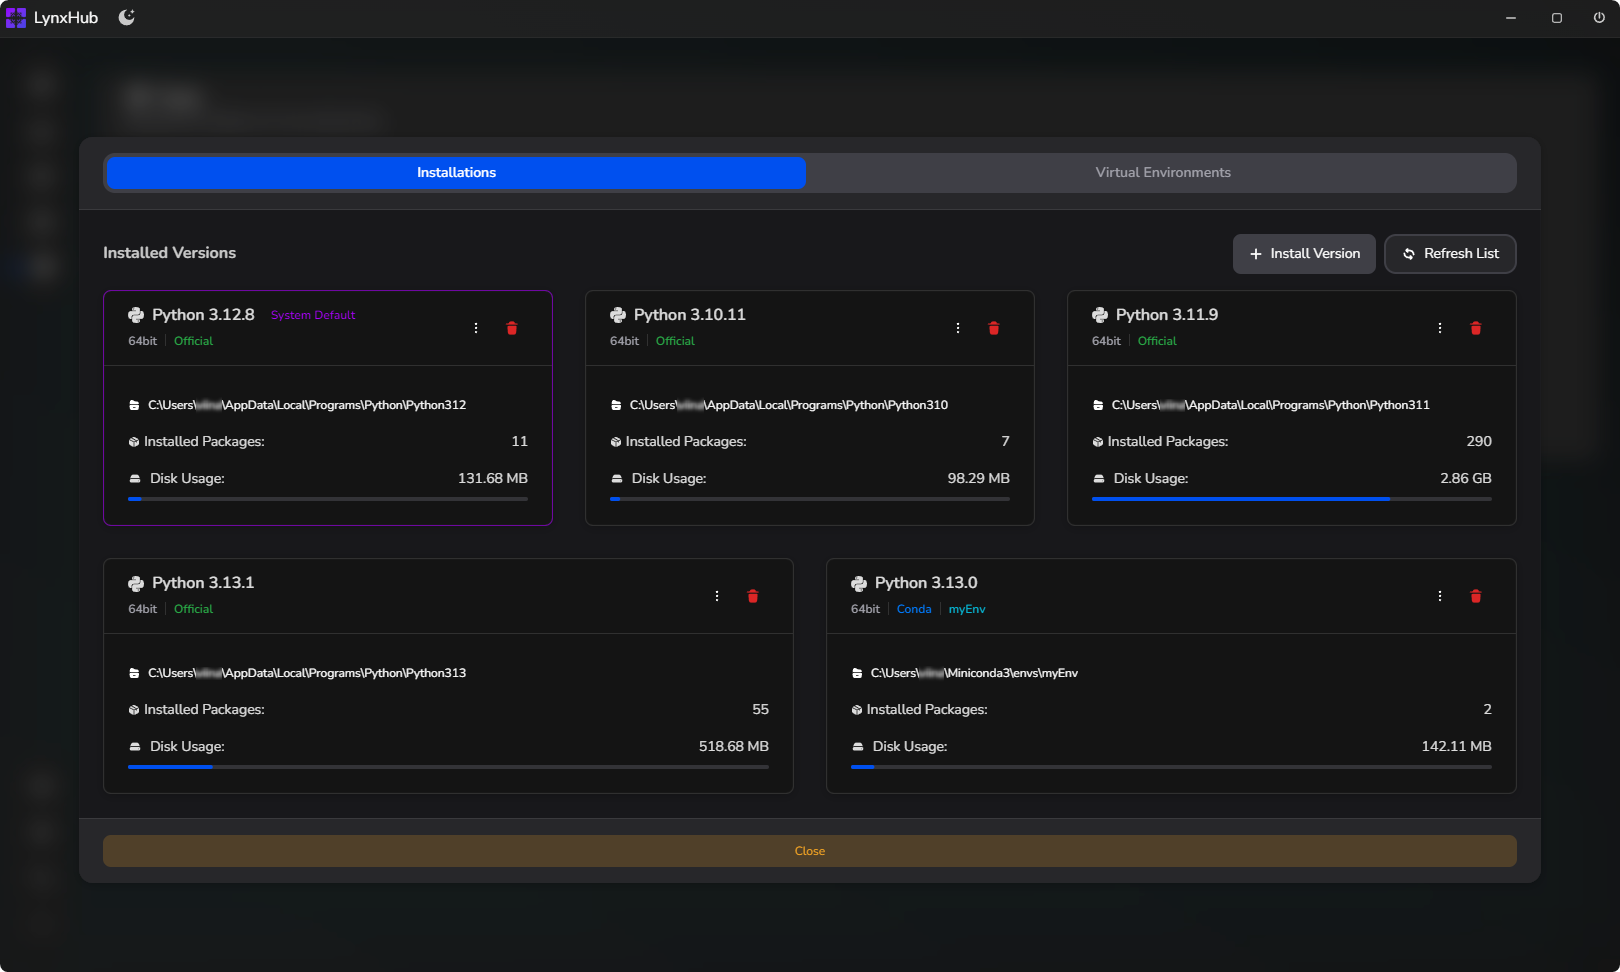 LynxHub
Installations
Virtual Environments
Installed Versions
Install Version
Refresh List
Python 3.12.8 System Default
64bit Official
C:\Users\ \AppData\Local\Programs\Python\Python312
Installed Packages: 11
Disk Usage: 131.68 MB
Python 3.10.11
64bit Official
C:\Users\ \AppData\Local\Programs\Python\Python310
Installed Packages: 7
Disk Usage: 98.29 MB
Python 3.11.9
64bit Official
C:\Users\ \AppData\Local\Programs\Python\Python311
Installed Packages: 290
Disk Usage: 2.86 GB
Python 3.13.1
64bit Official
C:\Users\ \AppData\Local\Programs\Python\Python313
Installed Packages: 55
Disk Usage: 518.68 MB
Python 3.13.0
64bit Conda myEnv
C:\Users\ \Miniconda3\envs\myEnv
Installed Packages: 2
Disk Usage: 142.11 MB
Close